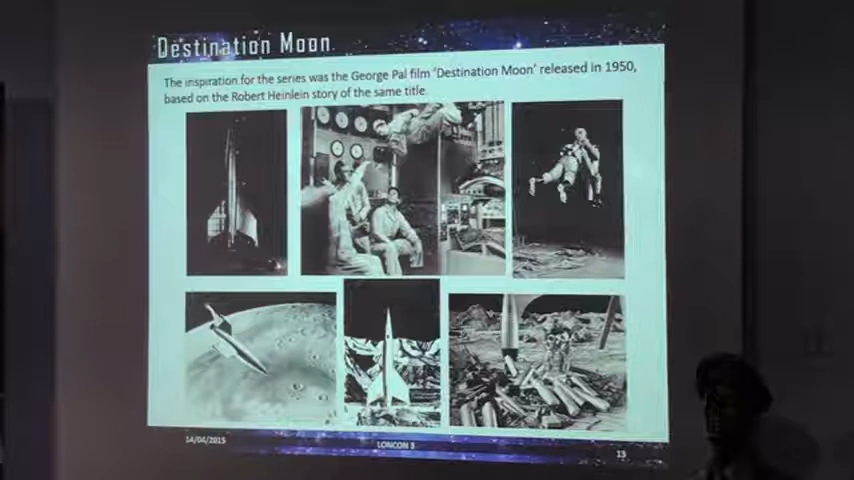 Destination Moon
The inspiration for the series was the George Pal film 'Destination Moon' released in 1950,
based on the Robert Heinlein story of the same title.
14/04/2015
LONCON 3
13